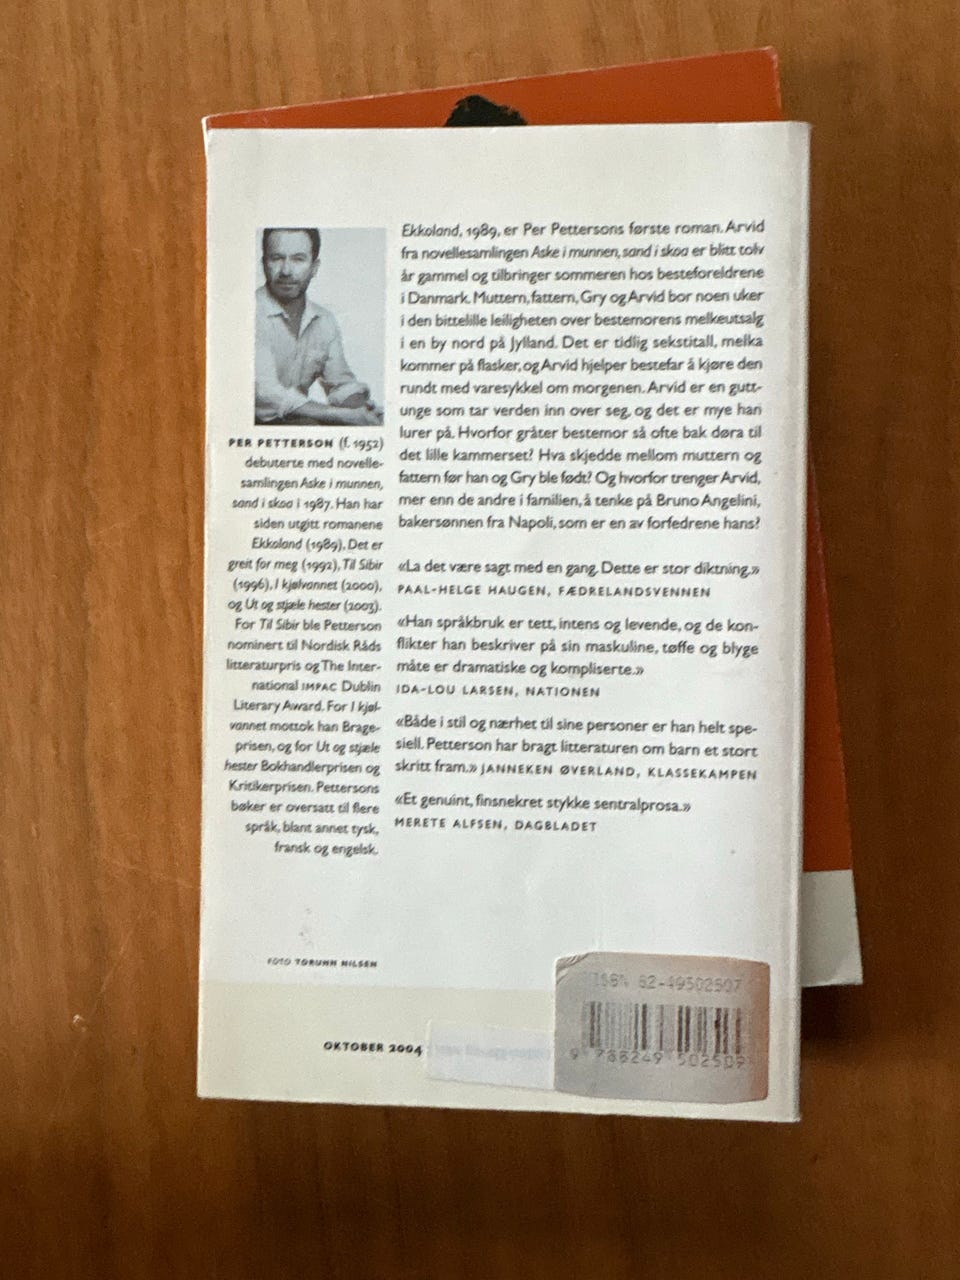 PER PETTERSON (f. 1952)
debuterte med novelle-
samlingen Aske i munnen,
sand i skoa i 1987. Han har
siden utgitt romanene
Ekkoland (1989), Det er
greit for meg (1992), Til Sibir
(1996), I kjølvannet (2000),
og Ut og stjæle hester (2003).
For Til Sibir ble Petterson
nominert til Nordisk Råds
litteraturpris og The Inter-
national IMPAC Dublin
Literary Award. For I kjøl-
vannet mottok han Brage-
prisen, og for Ut og stjæle
hester Bokhandlerprisen og
Kritikerprisen. Pettersons
bøker er oversatt til flere
språk, blant annet tysk,
fransk og engelsk.
FOTO TORUNN NILSEN
Ekkoland, 1989, er Per Pettersons første roman. Arvid
fra novellesamlingen Aske i munnen, sand i skoa er blitt tolv
år gammel og tilbringer sommeren hos besteforeldrene
i Danmark. Muttern, fattern, Gry og Arvid bor noen uker
i den bittelille leiligheten over bestemorens melkeutsalg
i en by nord på Jylland. Det er tidlig sekstitall, melka
kommer på flasker, og Arvid hjelper bestefar å kjøre den
rundt med varesykkel om morgenen. Arvid er en gutt-
unge som tar verden inn over seg, og det er mye han
lurer på. Hvorfor gråter bestemor så ofte bak døra til
det lille kammerset? Hva skjedde mellom muttern og
fattern før han og Gry ble født? Og hvorfor trenger Arvid,
mer enn de andre i familien, å tenke på Bruno Angelini,
bakersønnen fra Napoli, som er en av forfedrene hans?
«La det være sagt med en gang. Dette er stor diktning.»
PAAL-HELGE HAUGEN, FÆDRELANDSVENNEN
«Han språkbruk er tett, intens og levende, og de kon-
flikter han beskriver på sin maskuline, tøffe og blyge
måte er dramatiske og kompliserte.»
IDA-LOU LARSEN, NATIONEN
«Både i stil og nærhet til sine personer er han helt spe-
siell. Petterson har bragt litteraturen om barn et stort
skritt fram.» JANNEKEN ØVERLAND, KLASSEKAMPEN
«Et genuint, finsnekret stykke sentralprosa.»
MERETE ALFSEN, DAGBLADET
OKTOBER 2004
ISBN 82-49502507
9 788249 502509